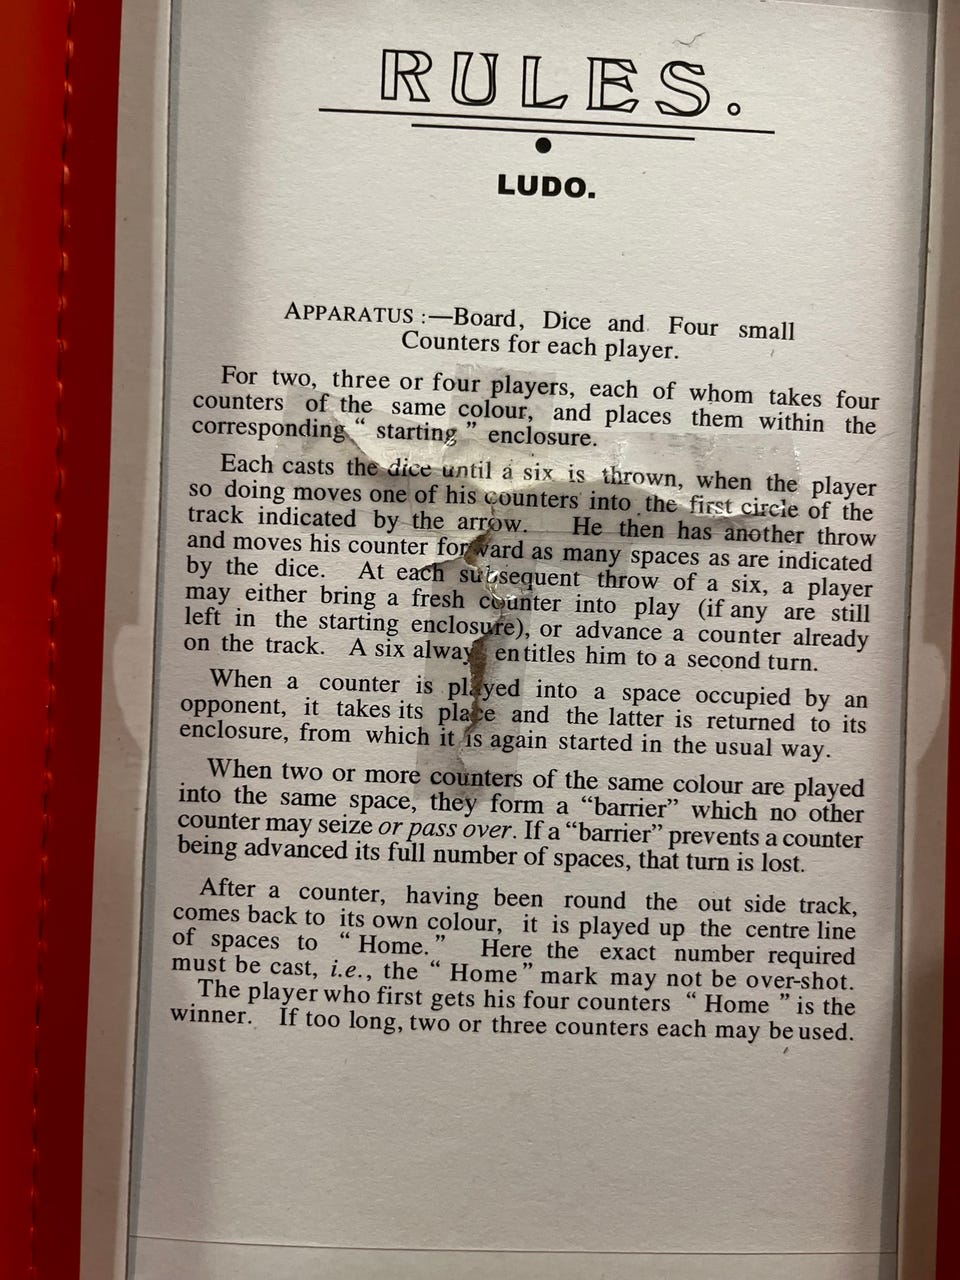 RULES.
LUDO.
APPARATUS :—Board, Dice and Four small
Counters for each player.
For two, three or four players, each of whom takes four
counters of the same colour, and places them within the
corresponding “ starting ” enclosure.
Each casts the dice until a six is thrown, when the player
so doing moves one of his counters into the first circle of the
track indicated by the arrow. He then has another throw
and moves his counter forward as many spaces as are indicated
by the dice. At each subsequent throw of a six, a player
may either bring a fresh counter into play (if any are still
left in the starting enclosure), or advance a counter already
on the track. A six always entitles him to a second turn.
When a counter is played into a space occupied by an
opponent, it takes its place and the latter is returned to its
enclosure, from which it is again started in the usual way.
When two or more counters of the same colour are played
into the same space, they form a “barrier” which no other
counter may seize or pass over. If a “barrier” prevents a counter
being advanced its full number of spaces, that turn is lost.
After a counter, having been round the out side track,
comes back to its own colour, it is played up the centre line
of spaces to “ Home. ” Here the exact number required
must be cast, i.e., the “ Home ” mark may not be over-shot.
The player who first gets his four counters “ Home ” is the
winner. If too long, two or three counters each may be used.